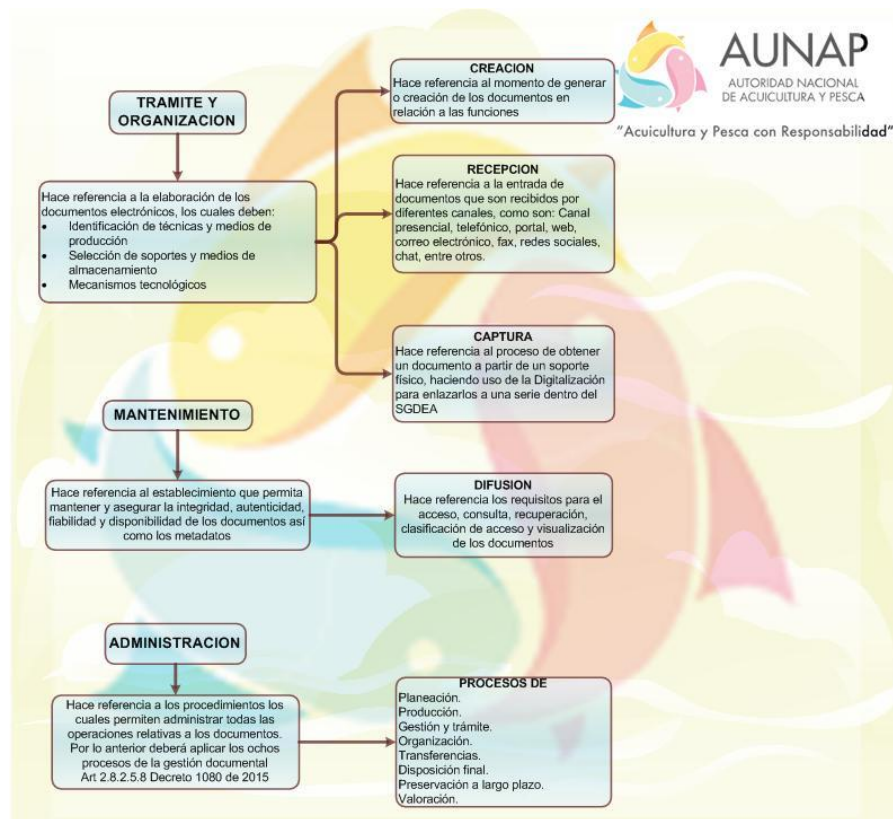 AUNAP
AUTORIDAD NACIONAL
DE ACUICULTURA Y PESCA
"Acuicultura y Pesca con Responsabilidad"
TRAMITE Y
ORGANIZACION
Hace referencia a la elaboración de los
documentos electrónicos, los cuales deben:
• Identificación de técnicas y medios de
producción
• Selección de soportes y medios de
almacenamiento
• Mecanismos tecnológicos
CREACION
Hace referencia al momento de generar
o creación de los documentos en
relación a las funciones
RECEPCION
Hace referencia a la entrada de
documentos que son recibidos por
diferentes canales, como son: Canal
presencial, telefónico, portal, web,
correo electrónico, fax, redes sociales,
chat, entre otros.
CAPTURA
Hace referencia al proceso de obtener
un documento a partir de un soporte
físico, haciendo uso de la Digitalización
para enlazarlos a una serie dentro del
SGDEA
MANTENIMIENTO
Hace referencia al establecimiento que permita
mantener y asegurar la integridad, autenticidad,
fiabilidad y disponibilidad de los documentos así
como los metadatos
DIFUSION
Hace referencia los requisitos para el
acceso, consulta, recuperación,
clasificación de acceso y visualización
de los documentos
ADMINISTRACION
Hace referencia a los procedimientos los
cuales permiten administrar todas las
operaciones relativas a los documentos.
Por lo anterior deberá aplicar los ochos
procesos de la gestión documental
Art 2.8.2.5.8 Decreto 1080 de 2015
PROCESOS DE
Planeación.
Producción.
Gestión y trámite.
Organización.
Transferencias.
Disposición final.
Preservación a largo plazo.
Valoración.